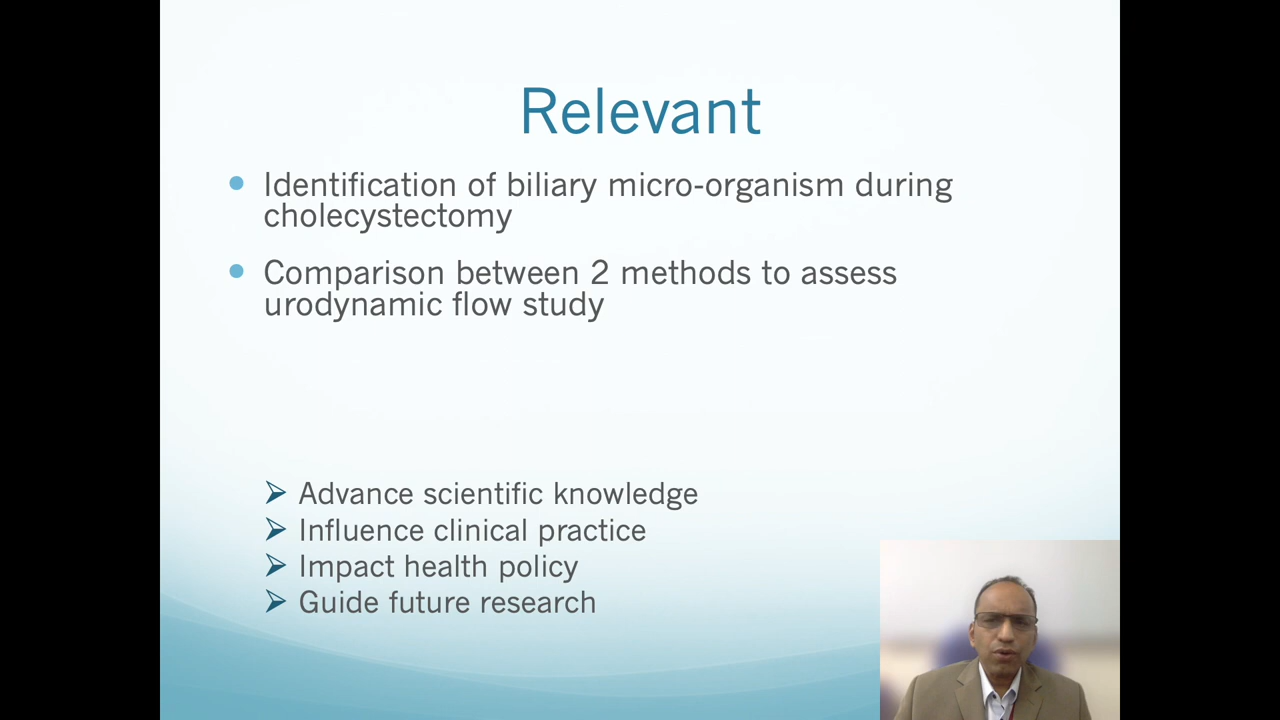 Relevant
Identification of biliary micro-organism during
cholecystectomy
Comparison between 2 methods to assess
urodynamic flow study
Advance scientific knowledge
Influence clinical practice
Impact health policy
Guide future research